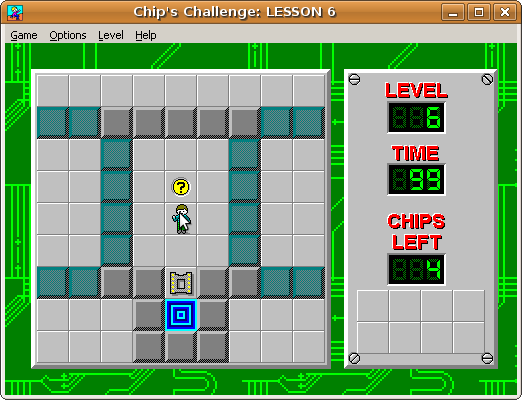 Chip's Challenge: LESSON 6
Game Options Level Help
LEVEL
6
TIME
99
?
CHIPS
LEFT
4